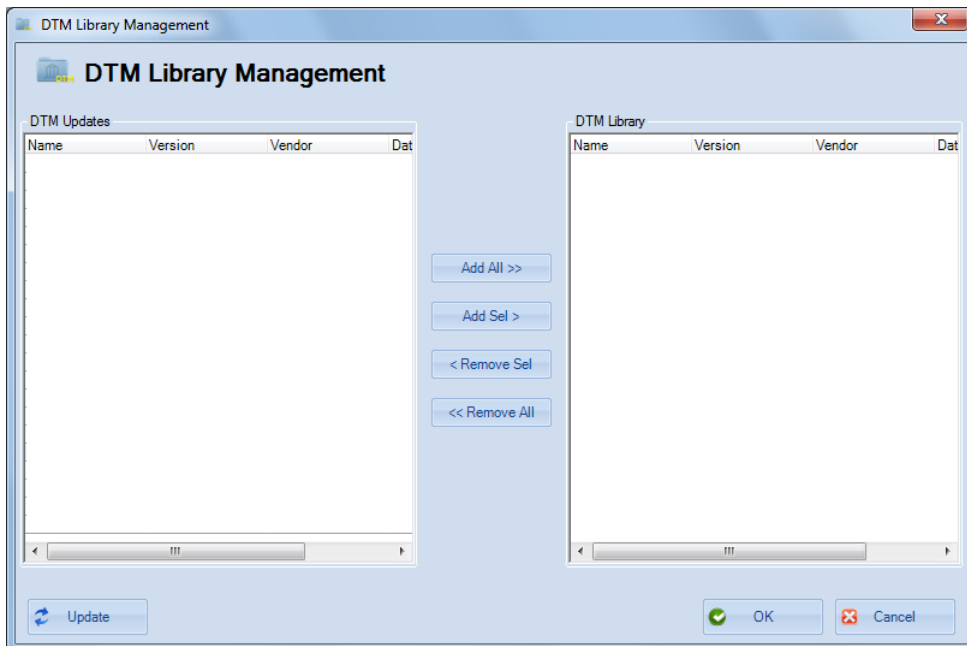 DTM Library Management
DTM Library Management
DTM Updates
Name Version Vendor Dat
DTM Library
Name Version Vendor Dat
Add All >>
Add Sel >
< Remove Sel
<< Remove All
Update
OK
Cancel